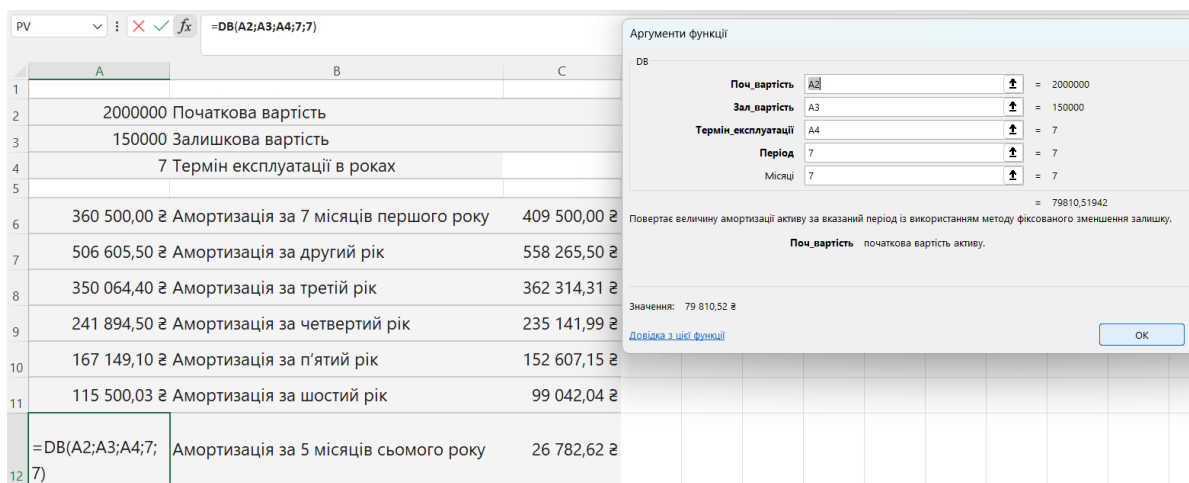 PV fx =DB(A2;A3;A4;7;7)
A B C
1
2 2000000 Початкова вартість
3 150000 Залишкова вартість
4 7 Термін експлуатації в роках
5
6 360 500,00 ₴ Амортизація за 7 місяців першого року 409 500,00 ₴
7 506 605,50 ₴ Амортизація за другий рік 558 265,50 ₴
8 350 064,40 ₴ Амортизація за третій рік 362 314,31 ₴
9 241 894,50 ₴ Амортизація за четвертий рік 235 141,99 ₴
10 167 149,10 ₴ Амортизація за п'ятий рік 152 607,15 ₴
11 115 500,03 ₴ Амортизація за шостий рік 99 042,04 ₴
=DB(A2;A3;A4;7;
12 7) Амортизація за 5 місяців сьомого року 26 782,62 ₴
Аргументи функції
DB
Поч_вартість A2 = 2000000
Зал_вартість A3 = 150000
Термін_експлуатації A4 = 7
Період 7 = 7
Місяці 7 = 7
= 79810,51942
Повертає величину амортизації активу за вказаний період із використанням методу фіксованого зменшення залишку.
Поч_вартість початкова вартість активу.
Значення: 79 810,52 ₴
Довідка з цієї функції
OK